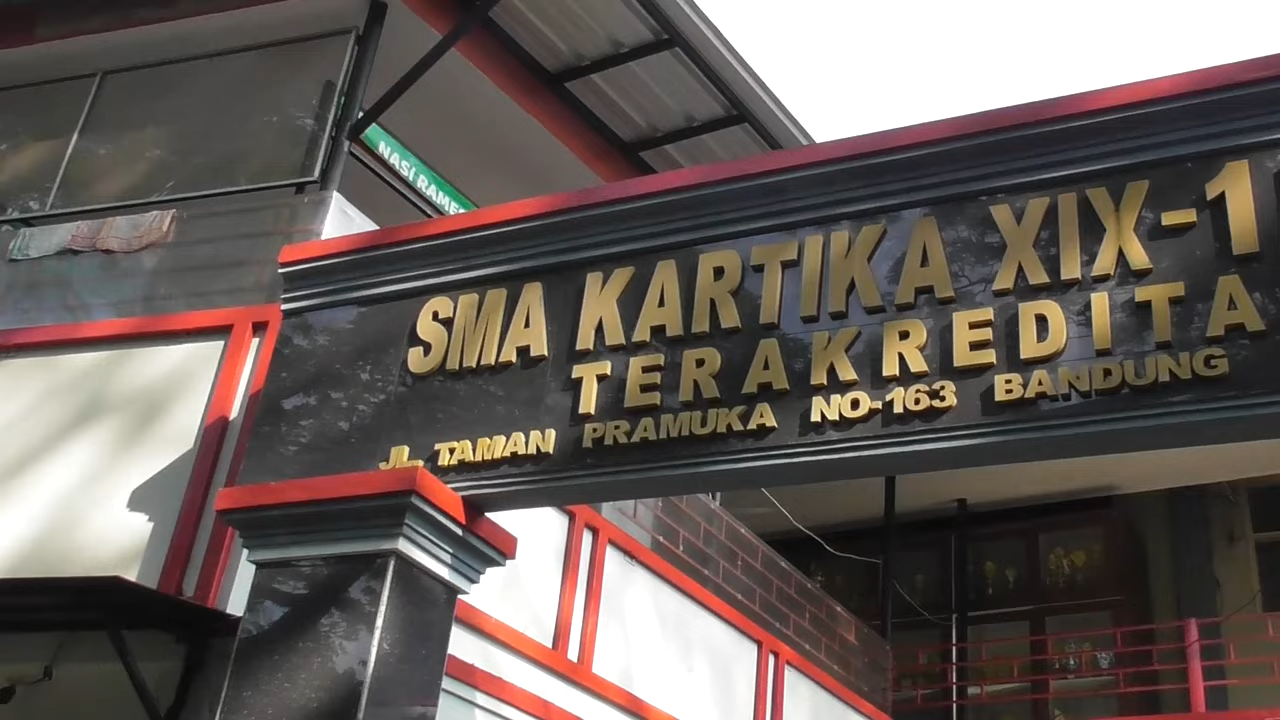 NASI RAMES
SMA KARTIKA XIX-1
TERAKREDITA
JL. TAMAN PRAMUKA NO-163 BANDUNG